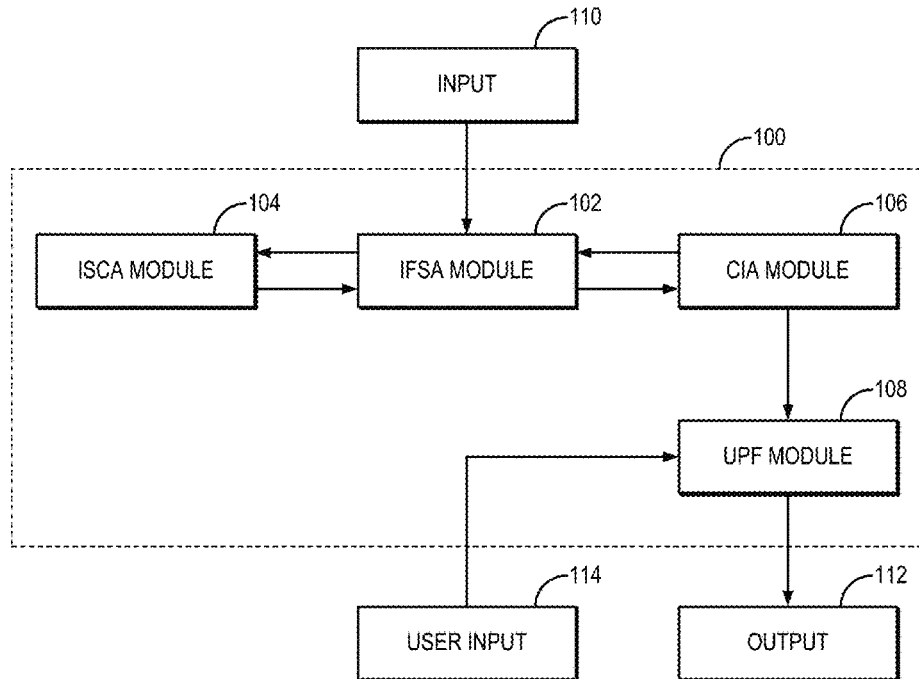 110
INPUT
100
104
102
106
ISCA MODULE
IFSA MODULE
CIA MODULE
108
UPF MODULE
114
112
USER INPUT
OUTPUT